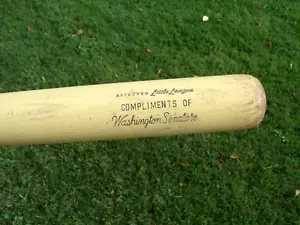 APPROVED Little League
COMPLIMENTS OF
Washington Senators